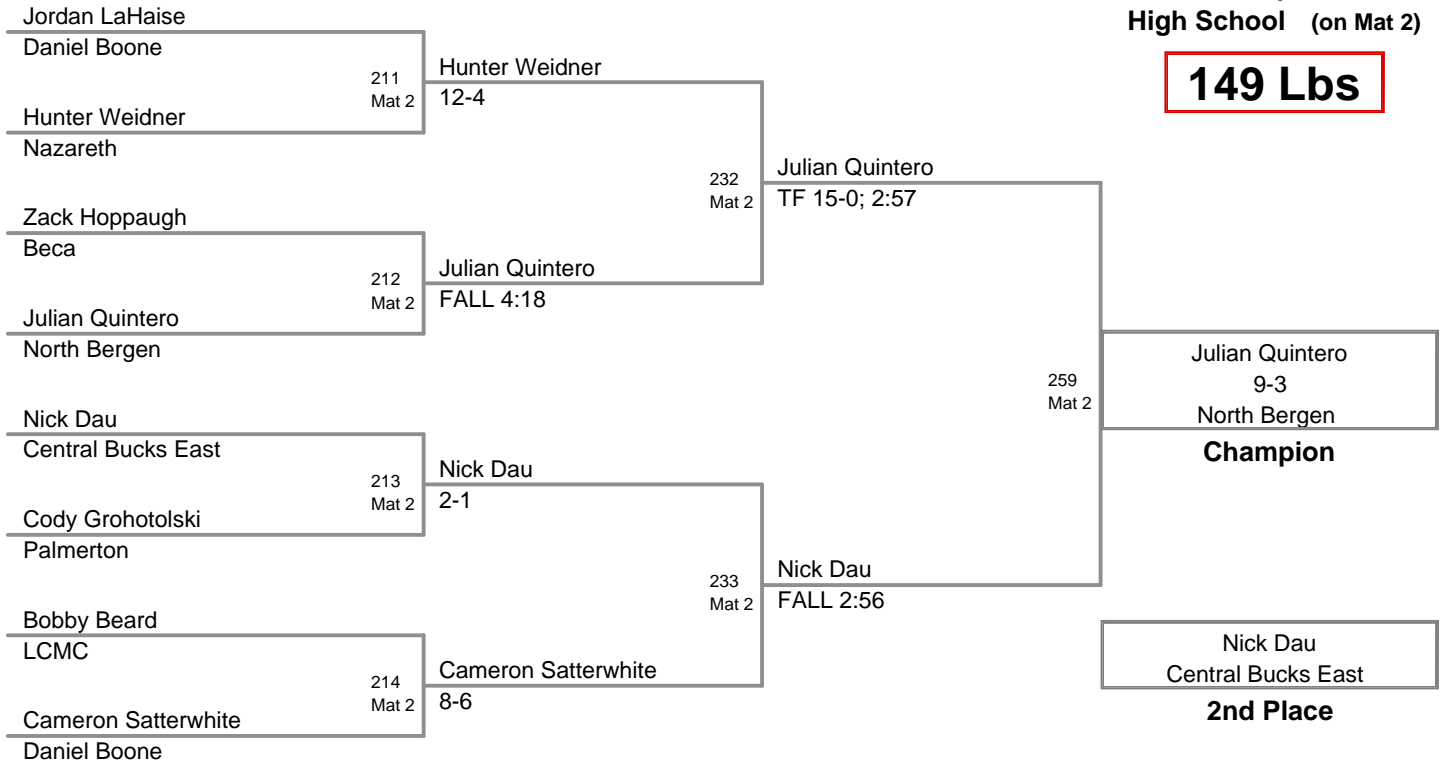 High School (on Mat 2)
149 Lbs
Jordan LaHaise
Daniel Boone
211
Mat 2
Hunter Weidner
Nazareth
Hunter Weidner
12-4
Zack Hoppaugh
Beca
212
Mat 2
Julian Quintero
North Bergen
Julian Quintero
FALL 4:18
232
Mat 2
Julian Quintero
TF 15-0; 2:57
Nick Dau
Central Bucks East
213
Mat 2
Cody Grohotolski
Palmerton
Nick Dau
2-1
Bobby Beard
LCMC
214
Mat 2
Cameron Satterwhite
Daniel Boone
Cameron Satterwhite
8-6
233
Mat 2
Nick Dau
FALL 2:56
259
Mat 2
Julian Quintero
9-3
North Bergen
Champion
Nick Dau
Central Bucks East
2nd Place